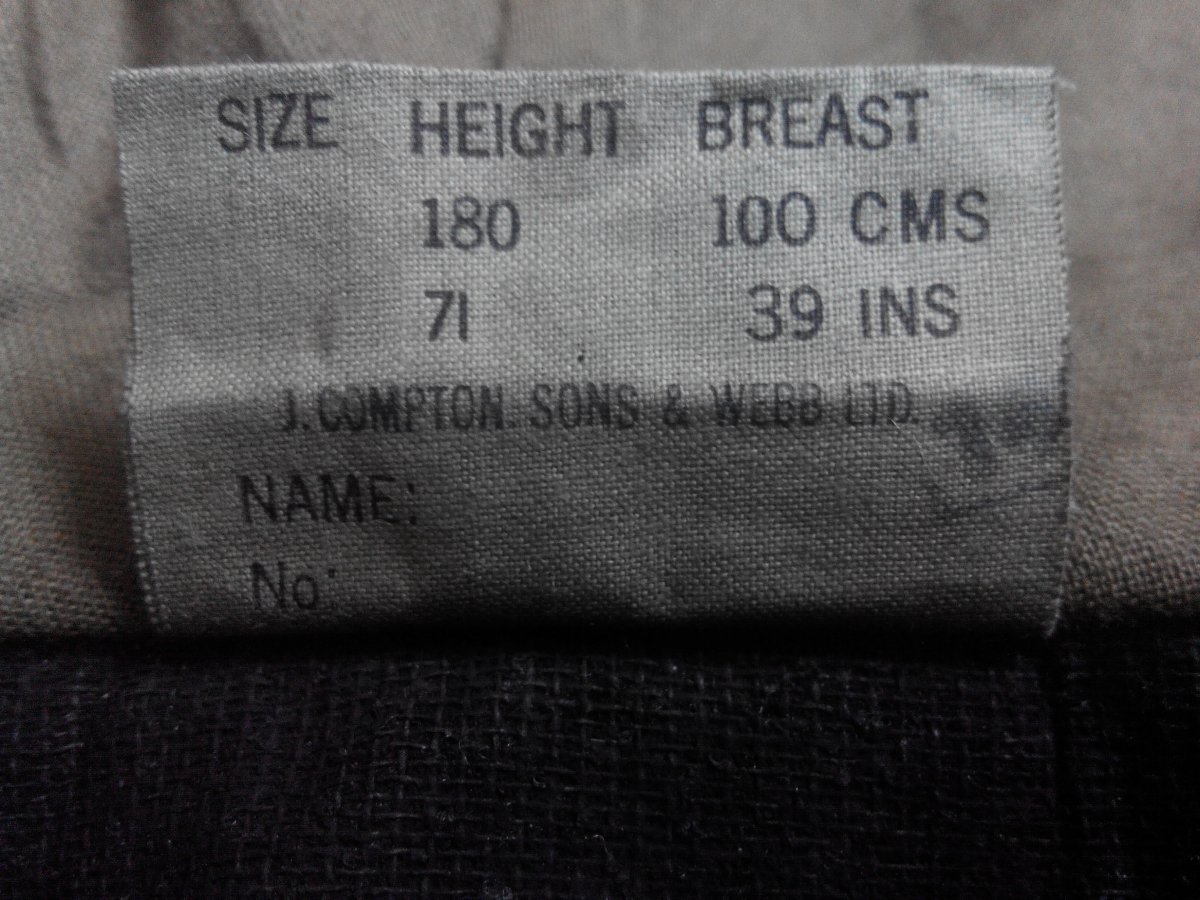 SIZE HEIGHT BREAST
180 100 CMS
71 39 INS
J. COMPTON. SONS & WEBB LTD.
NAME:
No: